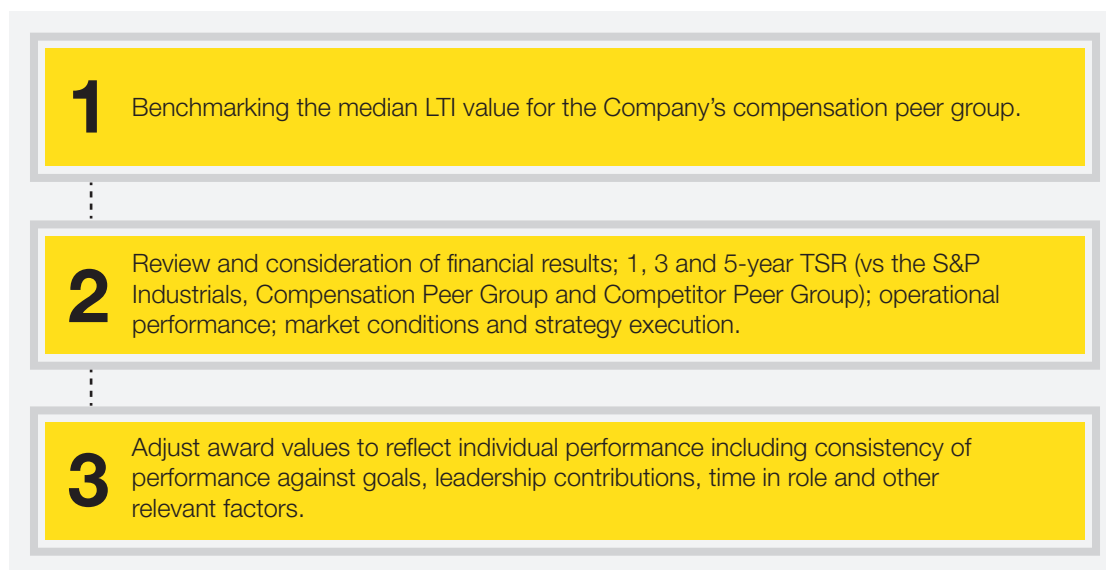 1
Benchmarking the median LTI value for the Company’s compensation peer group.
2
Review and consideration of financial results; 1, 3 and 5-year TSR (vs the S&P
Industrials, Compensation Peer Group and Competitor Peer Group); operational
performance; market conditions and strategy execution.
3
Adjust award values to reflect individual performance including consistency of
performance against goals, leadership contributions, time in role and other
relevant factors.